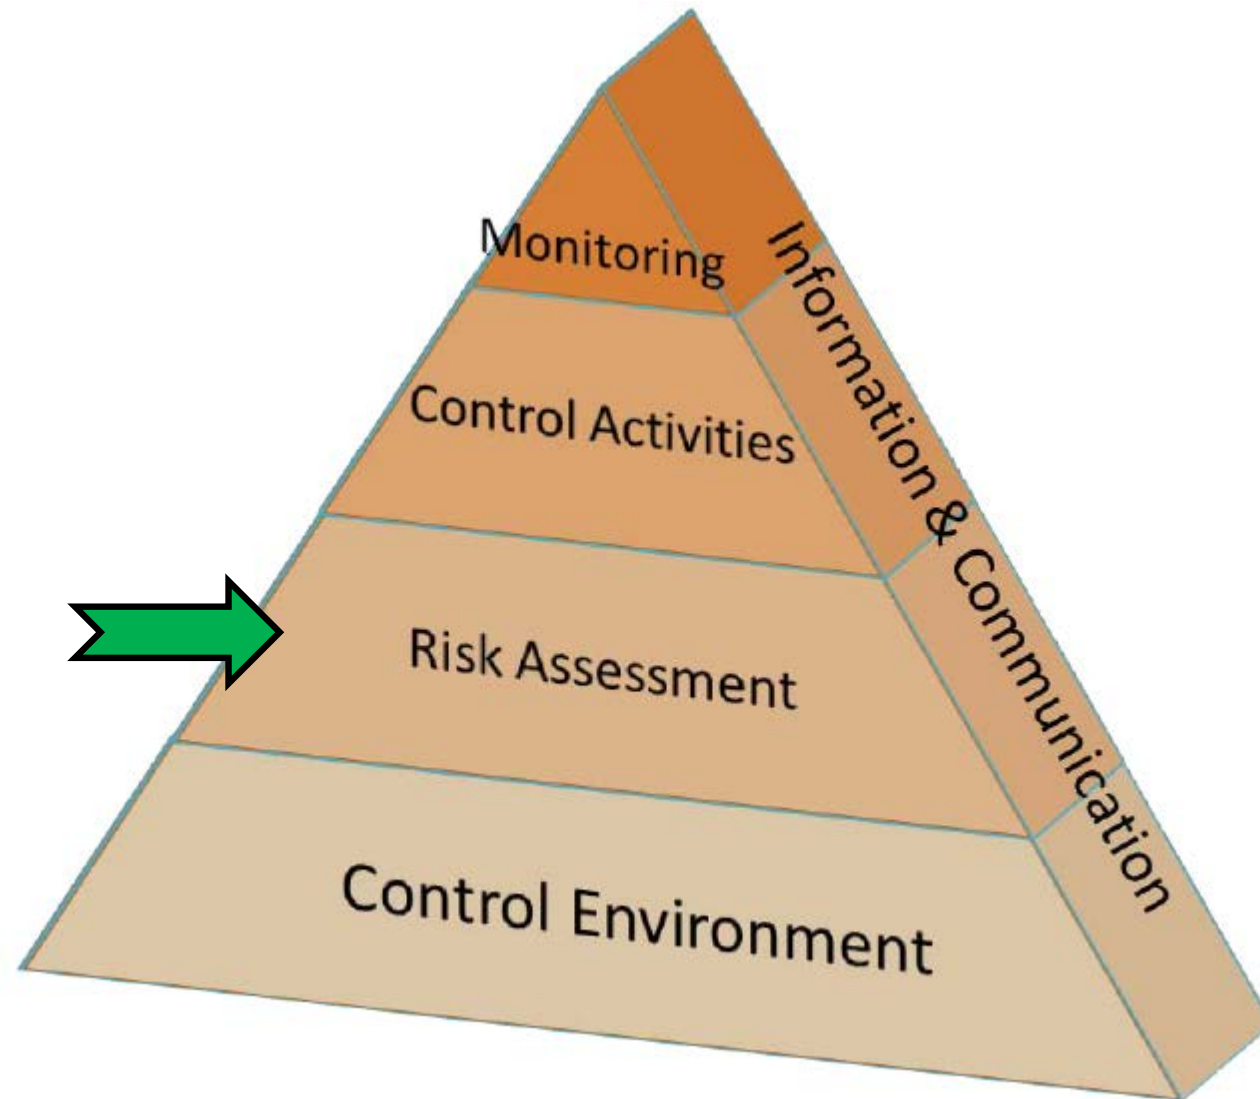 Monitoring
Control Activities
Risk Assessment
Control Environment
Information & Communication